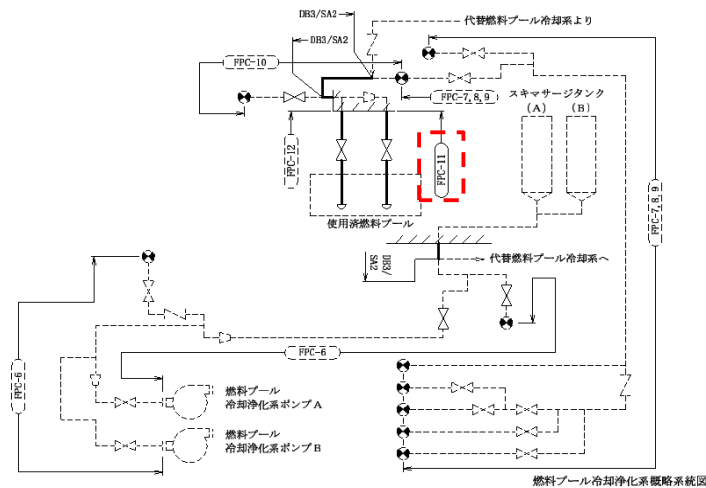 DB3/SA2
代替燃料プール冷却系より
DB3/SA2
FPC-10
FPC-7, 8, 9
スキマサージタンク
(A) (B)
FPC-12
FPC-11
FPC-7, 8, 9
使用済燃料プール
DB3/
SA2
代替燃料プール冷却系へ
FPC-6
FPC-6
燃料プール
冷却浄化系ポンプA
燃料プール
冷却浄化系ポンプB
燃料プール冷却浄化系概略系統図